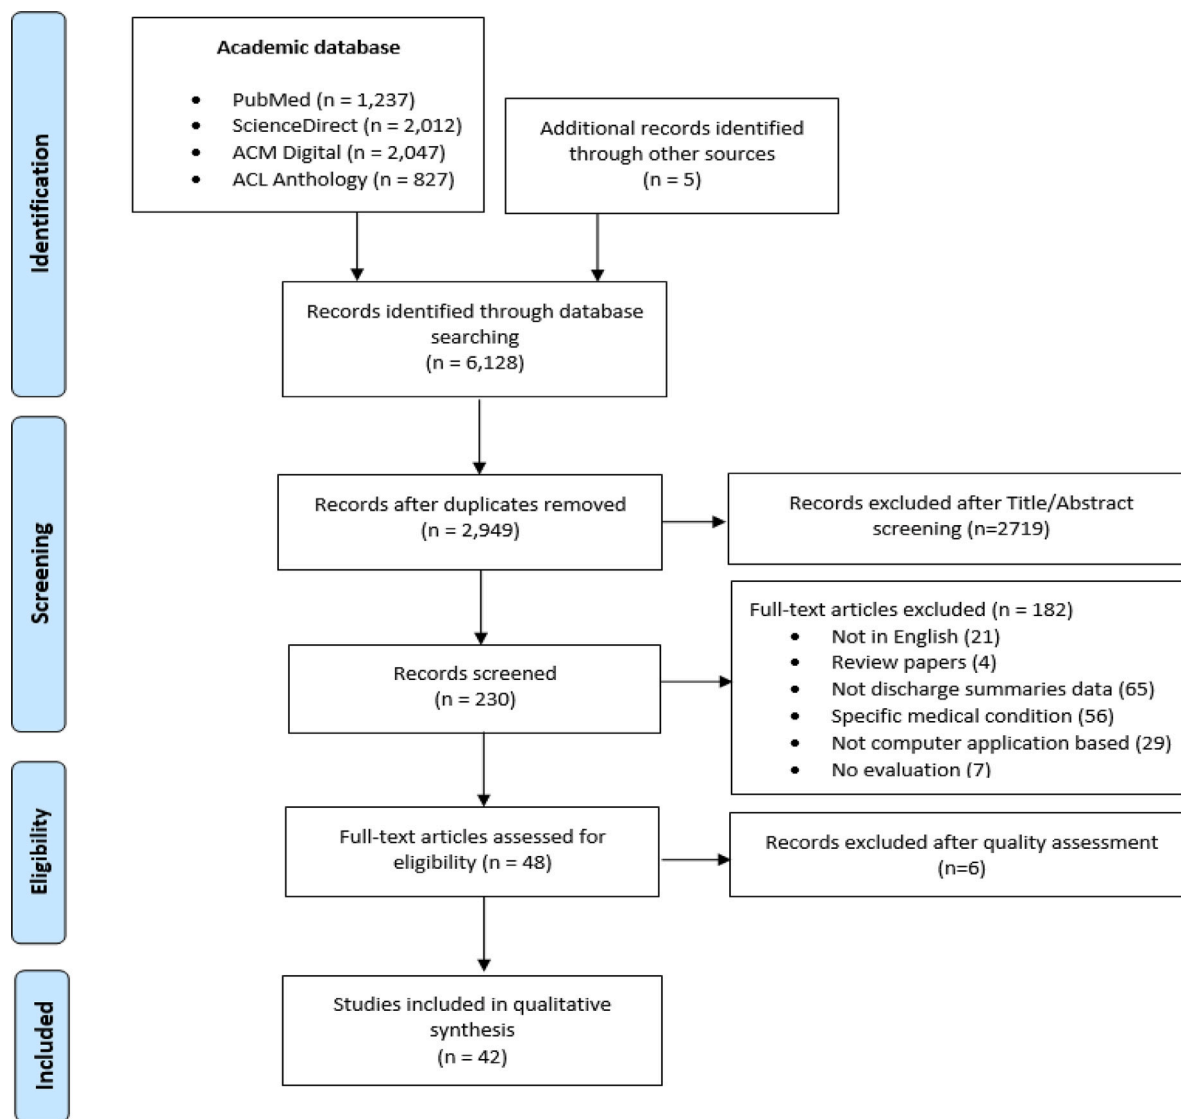 Identification
Academic database
• PubMed (n = 1,237)
• ScienceDirect (n = 2,012)
• ACM Digital (n = 2,047)
• ACL Anthology (n = 827)
Additional records identified
through other sources
(n = 5)
Records identified through database
searching
(n = 6,128)
Screening
Records after duplicates removed
(n = 2,949)
Records excluded after Title/Abstract
screening (n=2719)
Records screened
(n = 230)
Full-text articles excluded (n = 182)
• Not in English (21)
• Review papers (4)
• Not discharge summaries data (65)
• Specific medical condition (56)
• Not computer application based (29)
• No evaluation (7)
Eligibility
Full-text articles assessed for
eligibility (n = 48)
Records excluded after quality assessment
(n=6)
Included
Studies included in qualitative
synthesis
(n = 42)